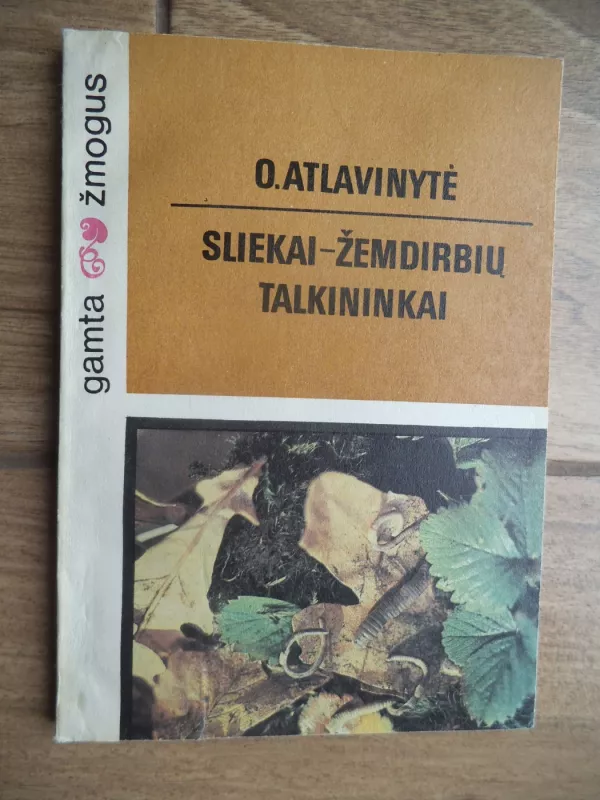 gamta žmogus
O.ATLAVINYTĖ
SLIEKAI-ŽEMDIRBIŲ
TALKININKAI